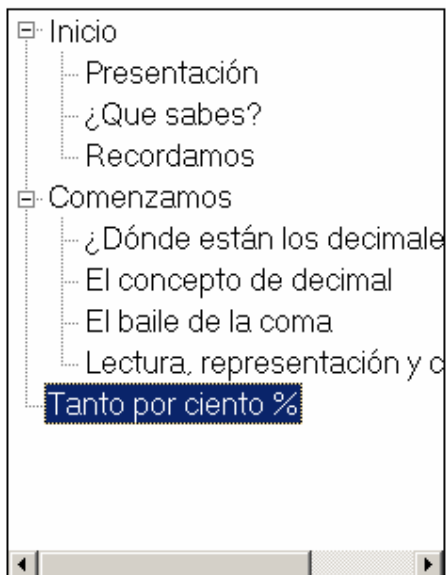 Inicio
Presentación
¿Que sabes?
Recordamos
Comenzamos
¿Dónde están los decimale
El concepto de decimal
El baile de la coma
Lectura, representación y c
Tanto por ciento %